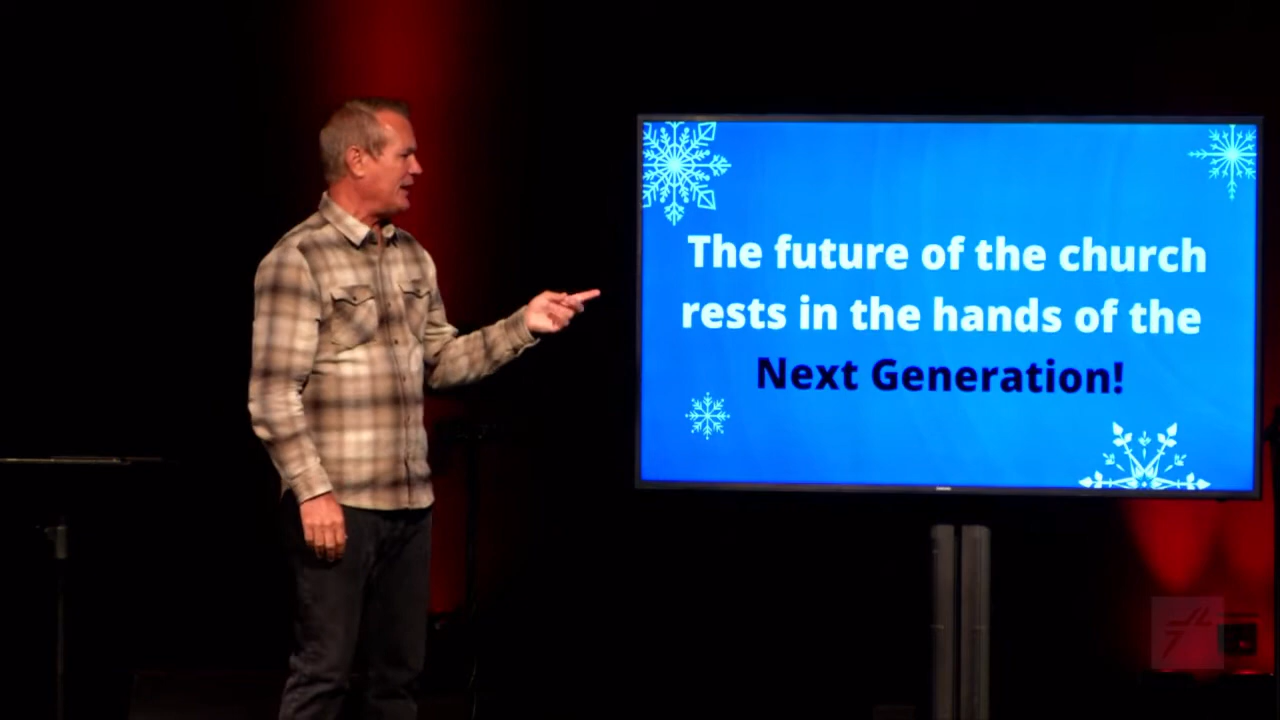 The future of the church
rests in the hands of the
Next Generation!